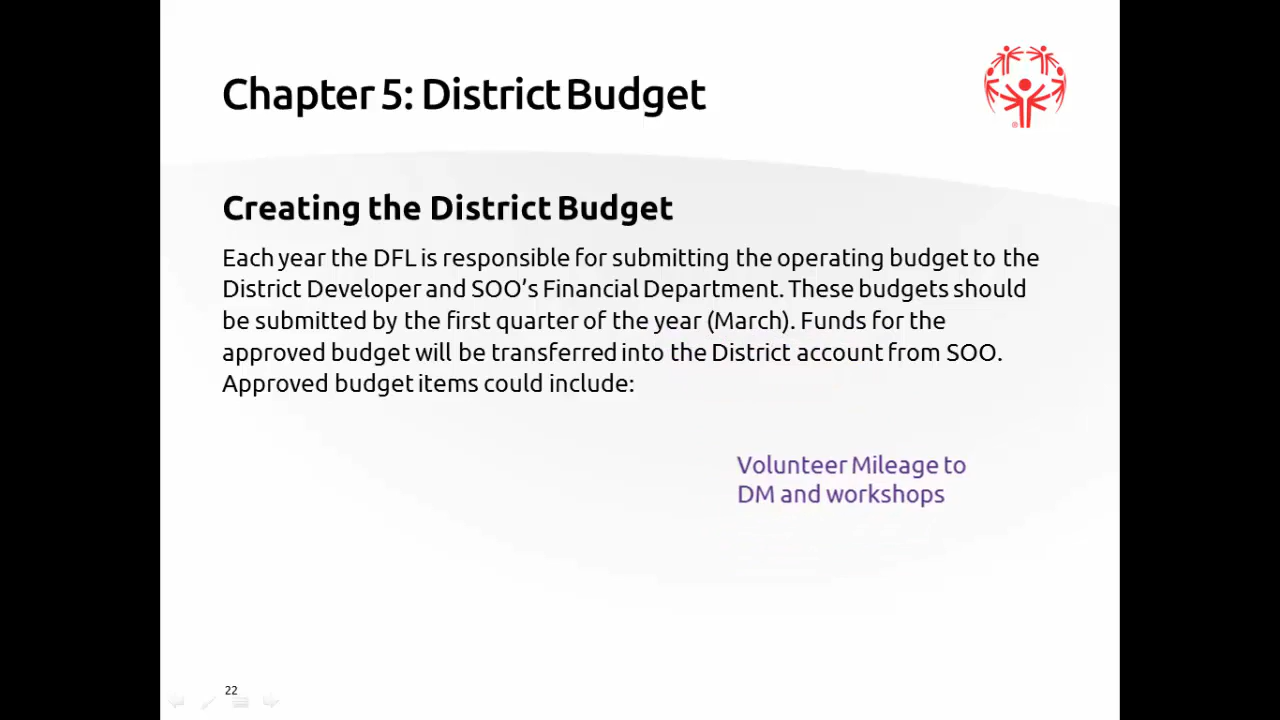 Chapter 5: District Budget
Creating the District Budget
Each year the DFL is responsible for submitting the operating budget to the
District Developer and SOO's Financial Department. These budgets should
be submitted by the first quarter of the year (March). Funds for the
approved budget will be transferred into the District account from SOO.
Approved budget items could include:
Volunteer Mileage to
DM and workshops
22